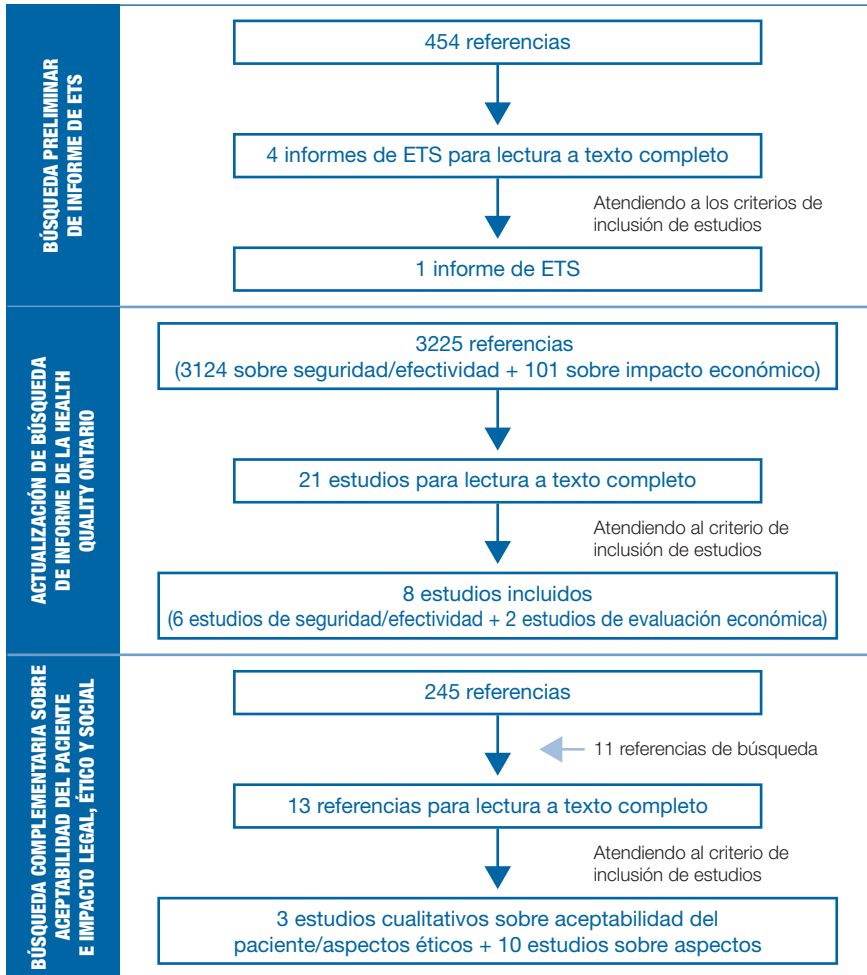 BÚSQUEDA PRELIMINAR
DE INFORME DE ETS
454 referencias
4 informes de ETS para lectura a texto completo
Atendiendo a los criterios de
inclusión de estudios
1 informe de ETS
ACTUALIZACIÓN DE BÚSQUEDA
DE INFORME DE LA HEALTH
QUALITY ONTARIO
3225 referencias
(3124 sobre seguridad/efectividad + 101 sobre impacto económico)
21 estudios para lectura a texto completo
Atendiendo al criterio de
inclusión de estudios
8 estudios incluidos
(6 estudios de seguridad/efectividad + 2 estudios de evaluación económica)
BÚSQUEDA COMPLEMENTARIA SOBRE
ACEPTABILIDAD DEL PACIENTE
E IMPACTO LEGAL, ÉTICO Y SOCIAL
245 referencias
11 referencias de búsqueda
13 referencias para lectura a texto completo
Atendiendo al criterio de
inclusión de estudios
3 estudios cualitativos sobre aceptabilidad del
paciente/aspectos éticos + 10 estudios sobre aspectos